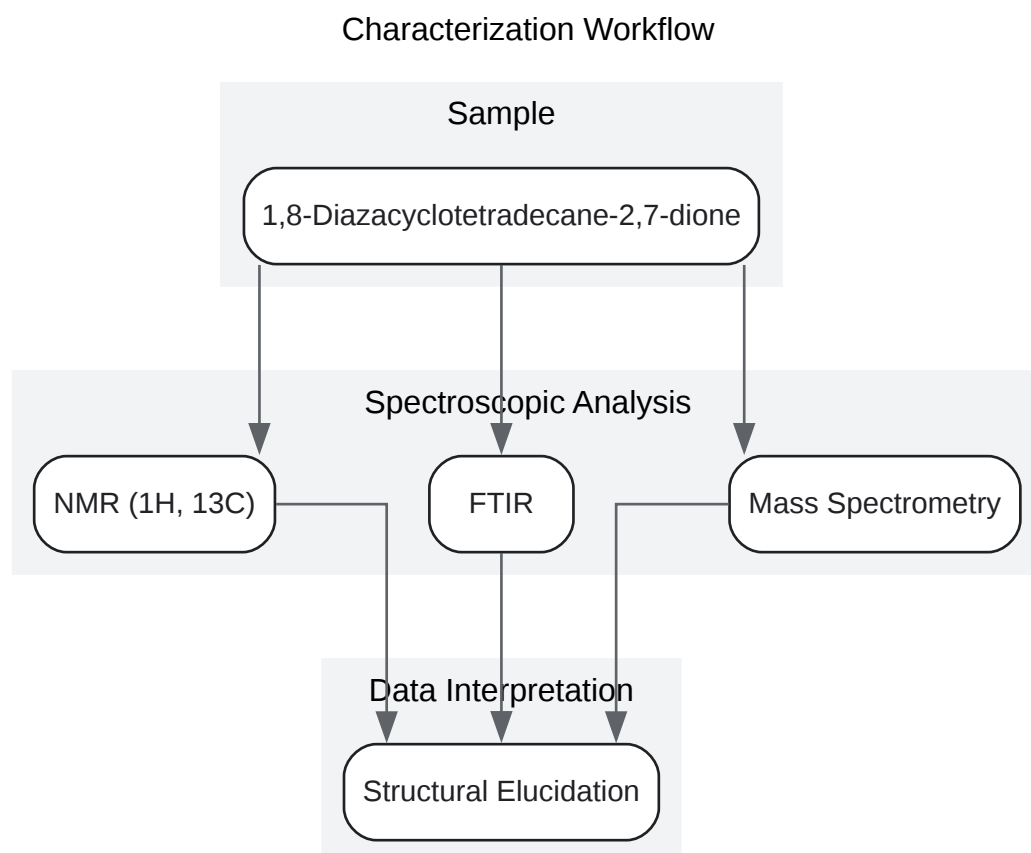 Characterization Workflow
Sample
1,8-Diazacyclotetradecane-2,7-dione
Spectroscopic Analysis
NMR (1H, 13C)
FTIR
Mass Spectrometry
Data Interpretation
Structural Elucidation